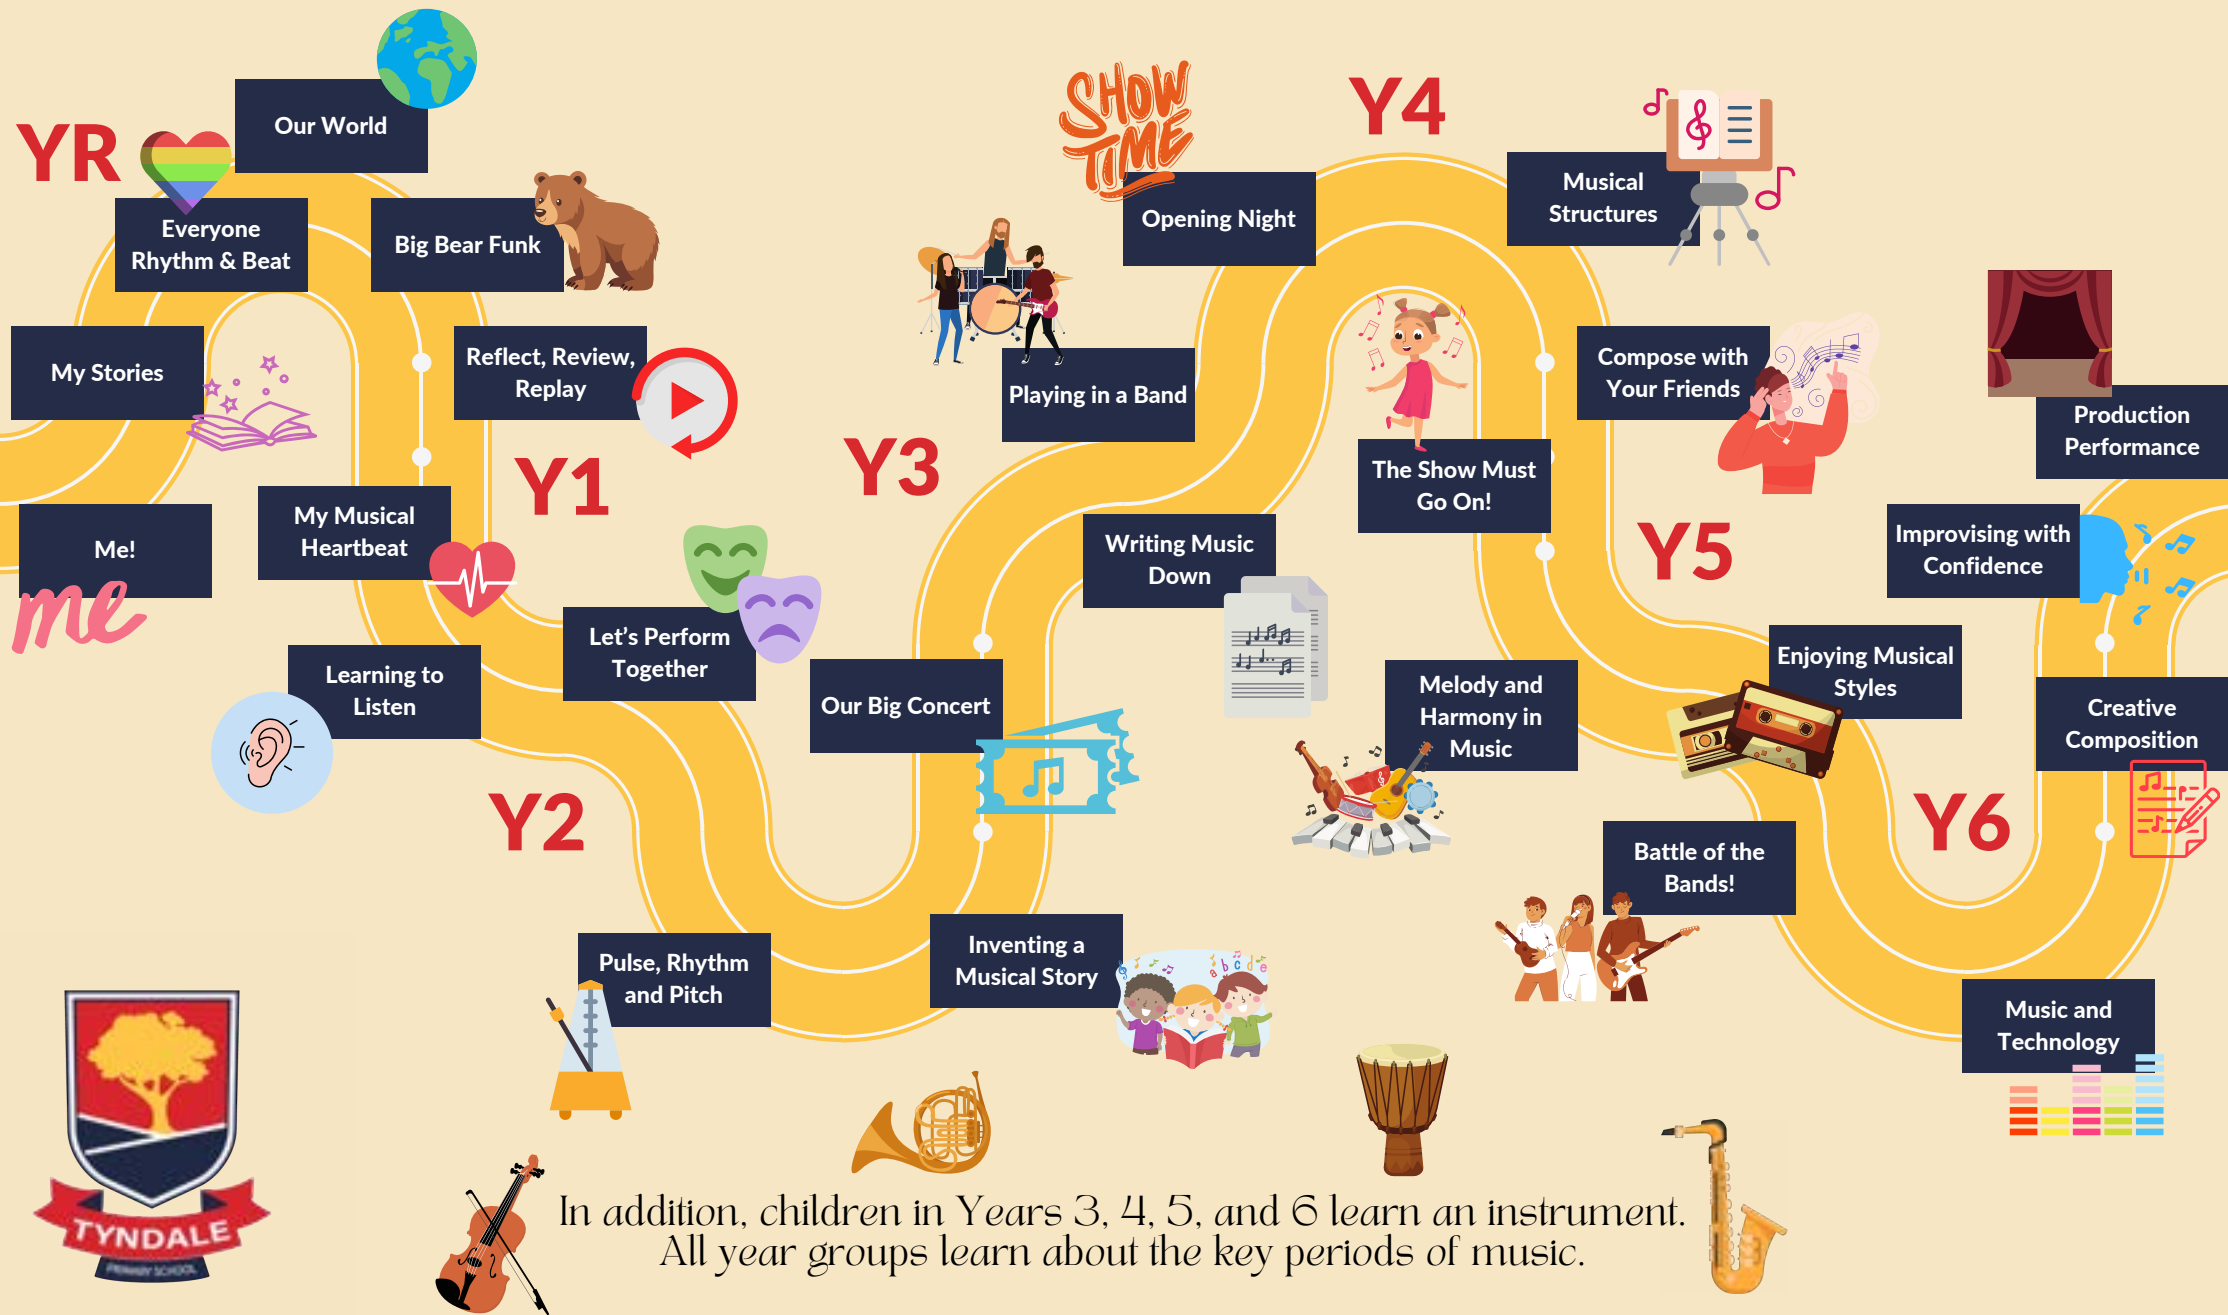 YR
Me!
me
My Stories
Everyone
Rhythm & Beat
Our World
Big Bear Funk
Reflect, Review,
Replay
Y1
My Musical
Heartbeat
Learning to
Listen
Let's Perform
Together
Y2
Pulse, Rhythm
and Pitch
Inventing a
Musical Story
a b c d e
Our Big Concert
Y3
Writing Music
Down
Playing in a Band
SHOW
TIME
Opening Night
Y4
The Show Must
Go On!
Musical
Structures
Compose with
Your Friends
Y5
Melody and
Harmony in
Music
Enjoying Musical
Styles
Battle of the
Bands!
Y6
Music and
Technology
Creative
Composition
Improvising with
Confidence
Production
Performance
TYNDALE
PRIMARY SCHOOL
In addition, children in Years 3, 4, 5, and 6 learn an instrument.
All year groups learn about the key periods of music.